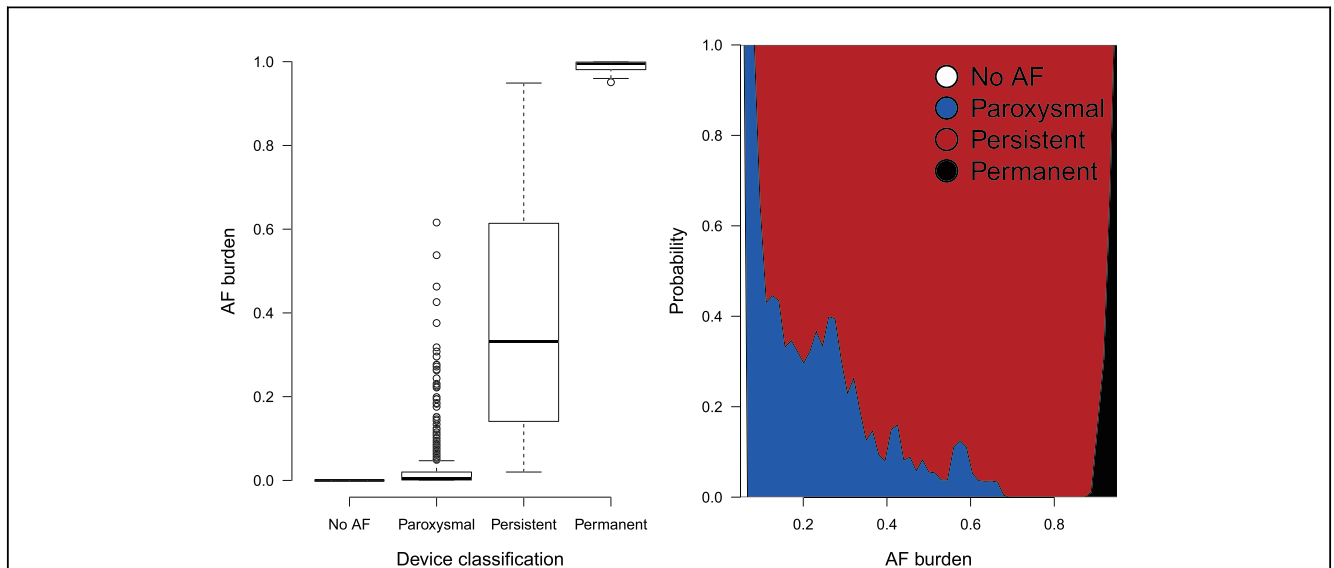 1.0
0.8
0.6
0.4
0.2
0.0
AF burden
No AF Paroxysmal Persistent Permanent
Device classification
1.0
0.8
0.6
0.4
0.2
0.0
Probability
No AF
Paroxysmal
Persistent
Permanent
0.2 0.4 0.6 0.8
AF burden